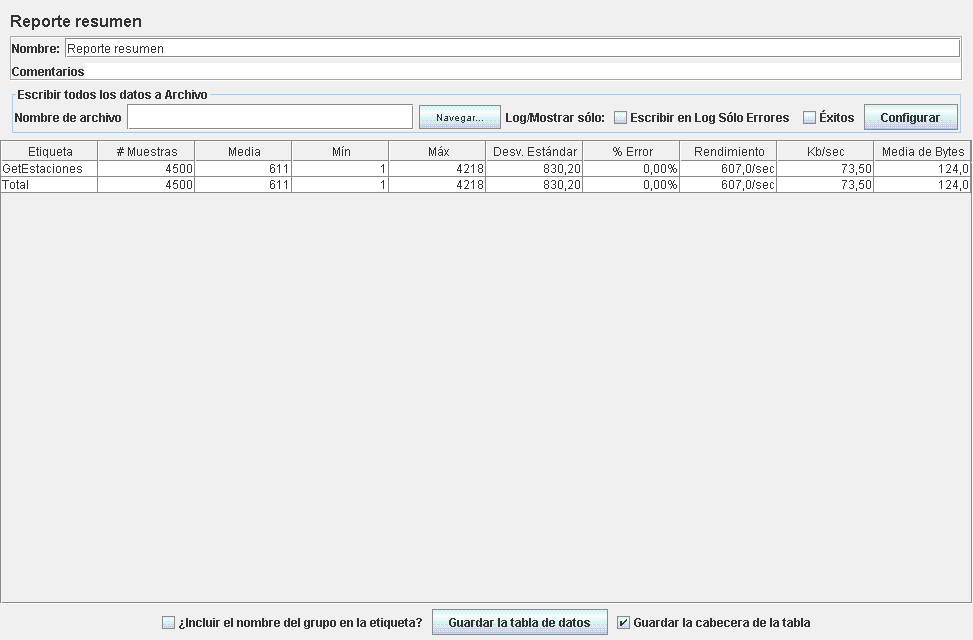 Reporte resumen
Nombre: Reporte resumen
Comentarios
Escribir todos los datos a Archivo
Nombre de archivo Navegar... Log/Mostrar sólo: Escribir en Log Sólo Errores Éxitos Configurar
Etiqueta # Muestras Media Mín Máx Desv. Estándar % Error Rendimiento Kb/sec Media de Bytes
GetEstaciones 4500 611 1 4218 830,20 0,00% 607,0/sec 73,50 124,0
Total 4500 611 1 4218 830,20 0,00% 607,0/sec 73,50 124,0
¿Incluir el nombre del grupo en la etiqueta? Guardar la tabla de datos Guardar la cabecera de la tabla